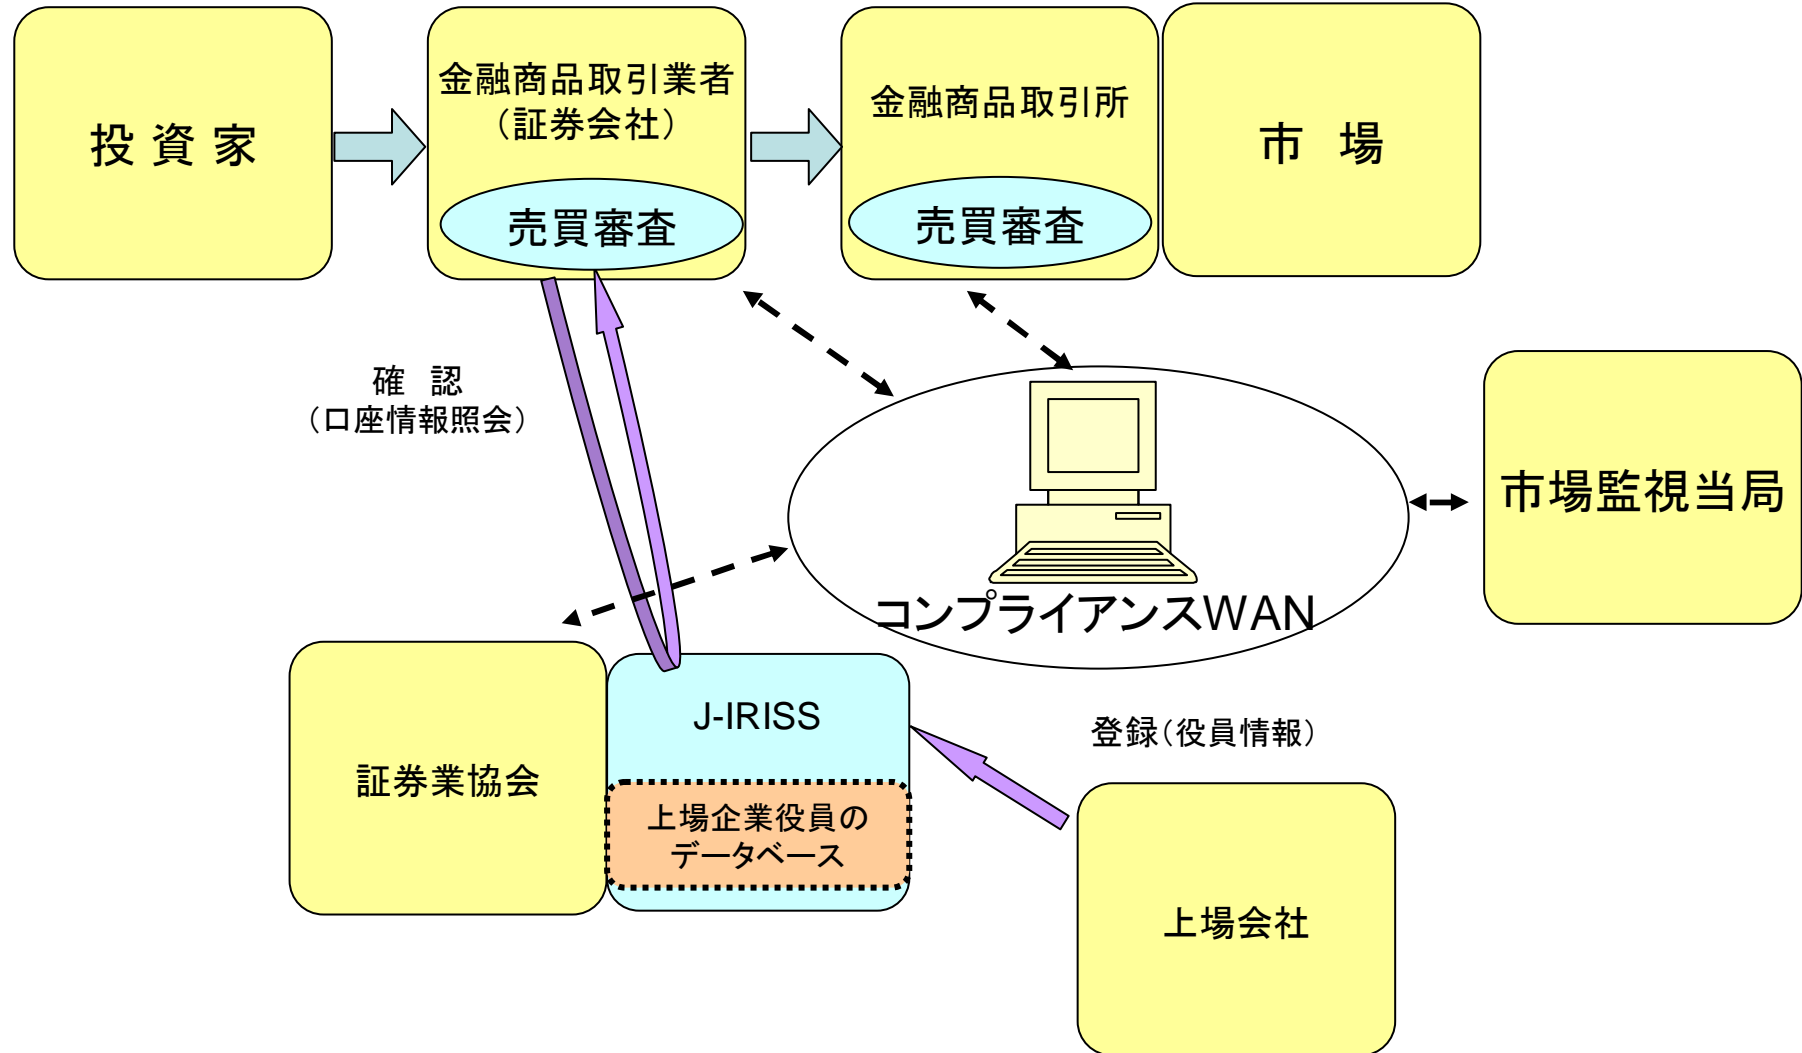 投 資 家
金融商品取引業者
（証券会社）
売買審査
金融商品取引所
売買審査
市　場
確　認
（口座情報照会）
コンプライアンスWAN
市場監視当局
証券業協会
J-IRISS
上場企業役員の
データベース
登録（役員情報）
上場会社